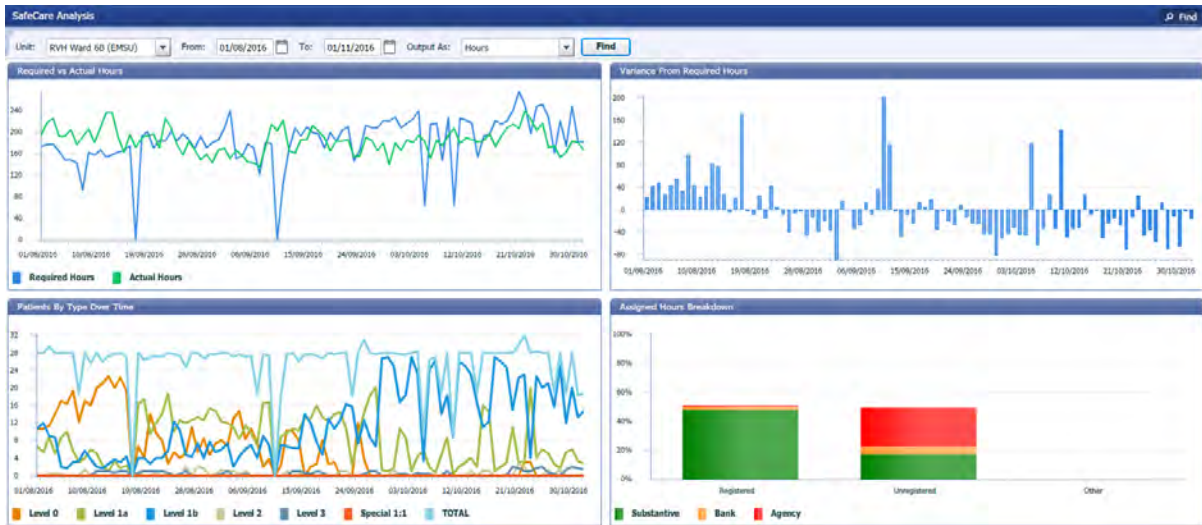 SafeCare Analysis
Find
Unit: RVH Ward 6D (EMSU) From: 01/08/2016 To: 01/11/2016 Output As: Hours Find
Required vs Actual Hours
240
200
160
120
80
40
0
01/08/2016 10/08/2016 19/08/2016 28/08/2016 06/09/2016 15/09/2016 24/09/2016 03/10/2016 12/10/2016 21/10/2016 30/10/2016
Required Hours Actual Hours
Variance From Required Hours
200
160
120
80
40
0
-40
-80
01/08/2016 10/08/2016 19/08/2016 28/08/2016 06/09/2016 15/09/2016 24/09/2016 03/10/2016 12/10/2016 21/10/2016 30/10/2016
Patients By Type Over Time
32
28
24
20
16
12
8
4
0
01/08/2016 10/08/2016 19/08/2016 28/08/2016 06/09/2016 15/09/2016 24/09/2016 03/10/2016 12/10/2016 21/10/2016 30/10/2016
Level 0 Level 1a Level 1b Level 2 Level 3 Special 1:1 TOTAL
Assigned Hours Breakdown
100%
80%
60%
40%
20%
0%
Registered Unregistered Other
Substantive Bank Agency